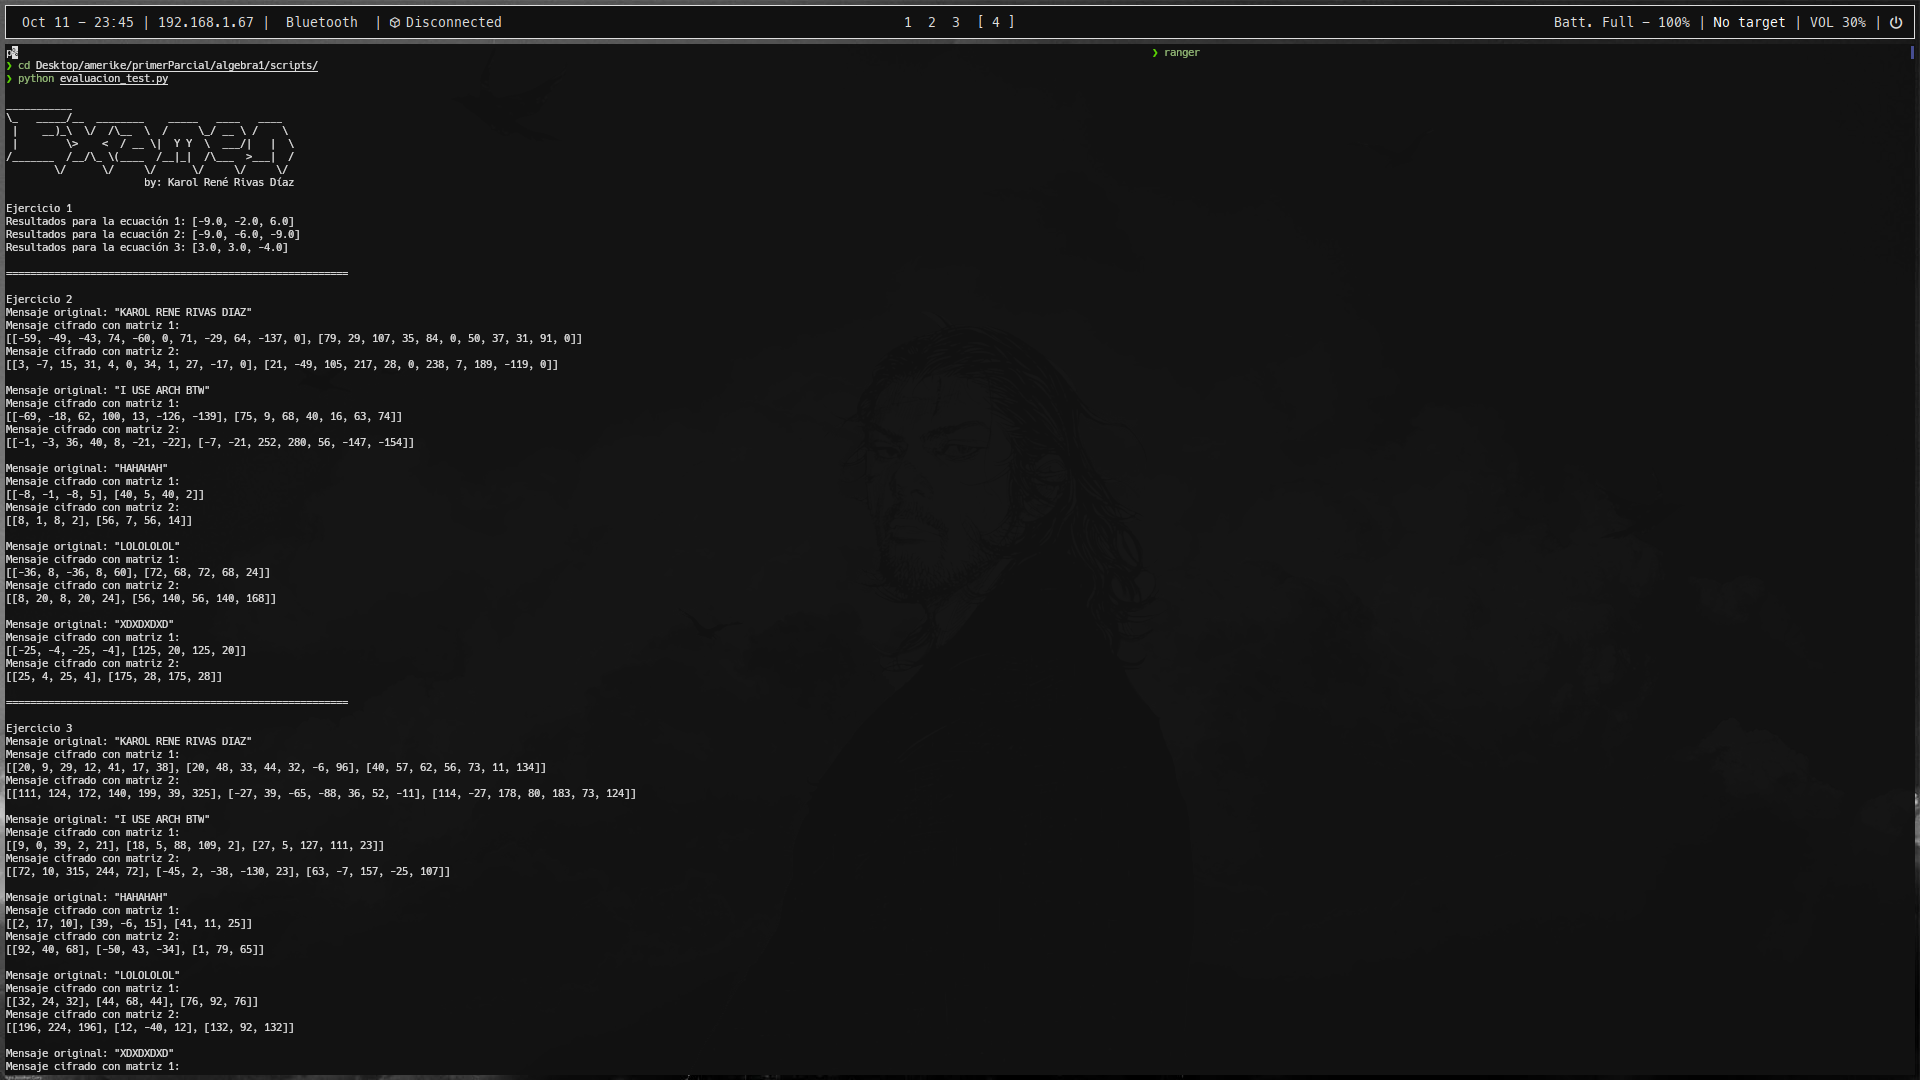 Oct 11 - 23:45 | 192.168.1.67 | Bluetooth | Disconnected
1 2 3 [ 4 ]
Batt. Full - 100% | No target | VOL 30% |
p%
❯ cd Desktop/amerike/primerParcial/algebra1/scripts/
❯ python evaluacion_test.py
❯ ranger
Examen
by: Karol René Rivas Díaz
Ejercicio 1
Resultados para la ecuación 1: [-9.0, -2.0, 6.0]
Resultados para la ecuación 2: [-9.0, -6.0, -9.0]
Resultados para la ecuación 3: [3.0, 3.0, -4.0]
=========================================================
Ejercicio 2
Mensaje original: "KAROL RENE RIVAS DIAZ"
Mensaje cifrado con matriz 1:
[[-59, -49, -43, 74, -60, 0, 71, -29, 64, -137, 0], [79, 29, 107, 35, 84, 0, 50, 37, 31, 91, 0]]
Mensaje cifrado con matriz 2:
[[3, -7, 15, 31, 4, 0, 34, 1, 27, -17, 0], [21, -49, 105, 217, 28, 0, 238, 7, 189, -119, 0]]
Mensaje original: "I USE ARCH BTW"
Mensaje cifrado con matriz 1:
[[-69, -18, 62, 100, 13, -126, -139], [75, 9, 68, 40, 16, 63, 74]]
Mensaje cifrado con matriz 2:
[[-1, -3, 36, 40, 8, -21, -22], [-7, -21, 252, 280, 56, -147, -154]]
Mensaje original: "HAHAHAH"
Mensaje cifrado con matriz 1:
[[-8, -1, -8, 5], [40, 5, 40, 2]]
Mensaje cifrado con matriz 2:
[[8, 1, 8, 2], [56, 7, 56, 14]]
Mensaje original: "LOLOLOLOL"
Mensaje cifrado con matriz 1:
[[-36, 8, -36, 8, 60], [72, 68, 72, 68, 24]]
Mensaje cifrado con matriz 2:
[[8, 20, 8, 20, 24], [56, 140, 56, 140, 168]]
Mensaje original: "XDXDXDXD"
Mensaje cifrado con matriz 1:
[[-25, -4, -25, -4], [125, 20, 125, 20]]
Mensaje cifrado con matriz 2:
[[25, 4, 25, 4], [175, 28, 175, 28]]
=========================================================
Ejercicio 3
Mensaje original: "KAROL RENE RIVAS DIAZ"
Mensaje cifrado con matriz 1:
[[20, 9, 29, 12, 41, 17, 38], [20, 48, 33, 44, 32, -6, 96], [40, 57, 62, 56, 73, 11, 134]]
Mensaje cifrado con matriz 2:
[[111, 124, 172, 140, 199, 39, 325], [-27, 39, -65, -88, 36, 52, -11], [114, -27, 178, 80, 183, 73, 124]]
Mensaje original: "I USE ARCH BTW"
Mensaje cifrado con matriz 1:
[[9, 0, 39, 2, 21], [18, 5, 88, 109, 2], [27, 5, 127, 111, 23]]
Mensaje cifrado con matriz 2:
[[72, 10, 315, 244, 72], [-45, 2, -38, -130, 23], [63, -7, 157, -25, 107]]
Mensaje original: "HAHAHAH"
Mensaje cifrado con matriz 1:
[[2, 17, 10], [39, -6, 15], [41, 11, 25]]
Mensaje cifrado con matriz 2:
[[92, 40, 68], [-50, 43, -34], [1, 79, 65]]
Mensaje original: "LOLOLOLOL"
Mensaje cifrado con matriz 1:
[[32, 24, 32], [44, 68, 44], [76, 92, 76]]
Mensaje cifrado con matriz 2:
[[196, 224, 196], [12, -40, 12], [132, 92, 132]]
Mensaje original: "XDXDXDXD"
Mensaje cifrado con matriz 1: